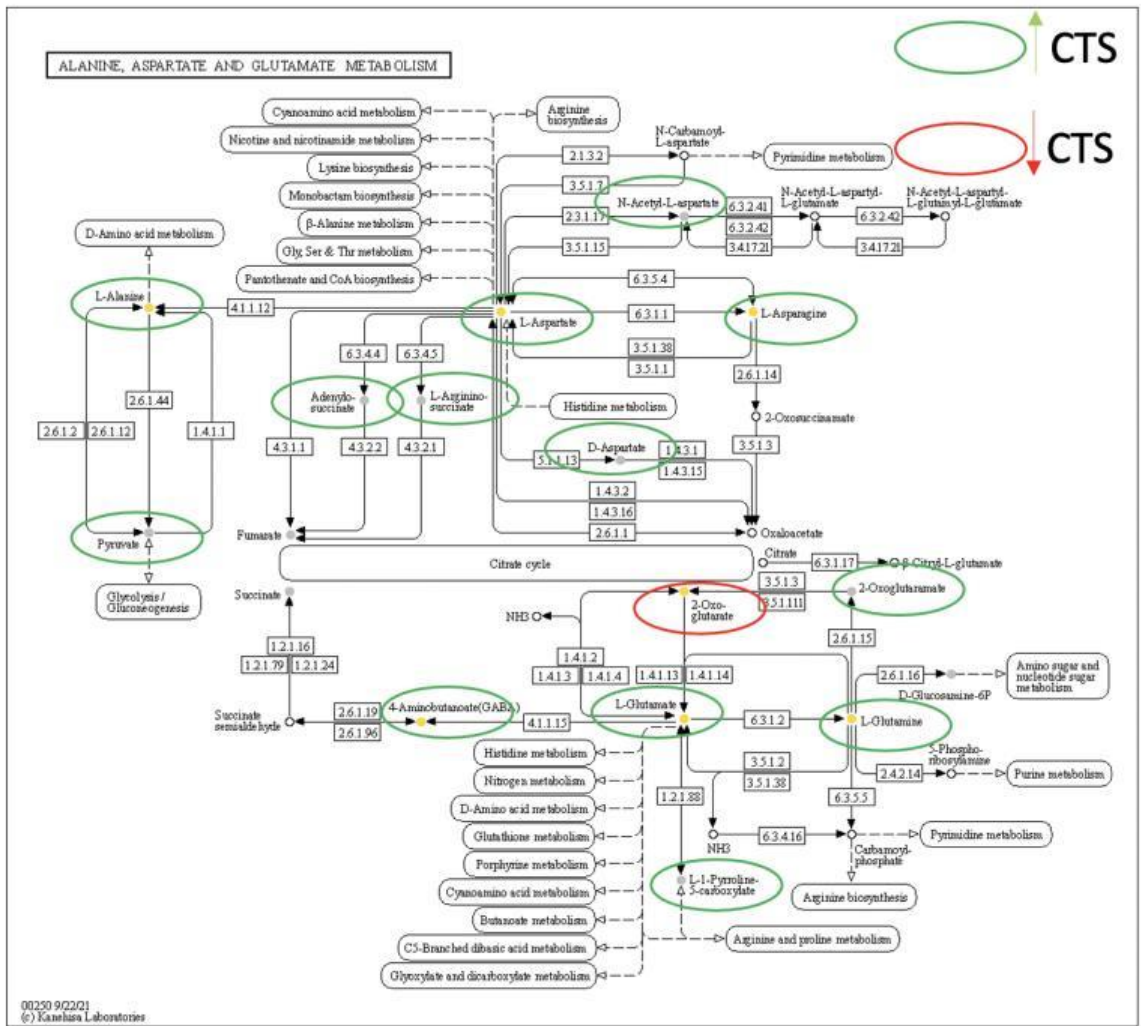 CTS
ALANINE, ASPARTATE AND GLUTAMATE METABOLISM
CTS
Cyanoamino acid metabolism
Arginine
biosynthesis
Nicotine and nicotinamide metabolism
N-Carbamoyl-
L-aspartate
2.1.3.2
Pyrimidine metabolism
Lysine biosynthesis
3.5.1.7
Monobactam biosynthesis
N-Acetyl-L-aspartate
6.3.2.41
N-Acetyl-L-aspartyl-
L-glutamate
N-Acetyl-L-aspartyl-
L-glutamyl-L-glutamate
2.3.1.17
6.3.2.42
6.3.2.42
β-Alanine metabolism
D-Amino acid metabolism
3.5.1.15
3.4.17.21
3.4.17.21
Gly, Ser & Thr metabolism
Pantothenate and CoA biosynthesis
6.3.5.4
L-Alanine
4.1.1.12
L-Aspartate
6.3.1.1
L-Asparagine
3.5.1.38
3.5.1.1
6.3.4.4
6.3.4.5
2.6.1.14
Adenylo-
succinate
L-Arginino-
succinate
Histidine metabolism
2-Oxosuccinamate
2.6.1.44
2.6.1.2
2.6.1.12
1.4.1.1
4.3.1.1
4.3.2.2
4.3.2.1
D-Aspartate
1.4.3.1
3.5.1.3
5.1.1.13
1.4.3.15
1.4.3.2
1.4.3.16
2.6.1.1
Pyruvate
Fumarate
Oxaloacetate
Citrate cycle
Citrate
6.3.1.17
β-Citryl-L-glutamate
Glycolysis /
Gluconeogenesis
Succinate
2-Oxo-
glutarate
3.5.1.3
3.5.1.111
2-Oxoglutaramate
NH3
1.2.1.16
1.2.1.79
1.2.1.24
1.4.1.2
1.4.1.3
1.4.1.4
1.4.1.13
1.4.1.14
2.6.1.15
2.6.1.16
Amino sugar and
nucleotide sugar
metabolism
D-Glucosamine-6P
Succinate
semialdehyde
2.6.1.19
2.6.1.96
4-Aminobutanoate(GABA)
4.1.1.15
L-Glutamate
6.3.1.2
L-Glutamine
Histidine metabolism
Nitrogen metabolism
D-Amino acid metabolism
Glutathione metabolism
Porphyrine metabolism
Cyanoamino acid metabolism
Butanoate metabolism
C5-Branched dibasic acid metabolism
Glyoxylate and dicarboxylate metabolism
3.5.1.2
3.5.1.38
5-Phospho-
ribosylamine
2.4.2.14
Purine metabolism
1.2.1.88
6.3.5.5
NH3
6.3.4.16
Carbamoyl-
phosphate
Pyrimidine metabolism
L-1-Pyrroline-
5-carboxylate
Arginine biosynthesis
Arginine and proline metabolism
00250 9/22/21
(c) Kanehisa Laboratories